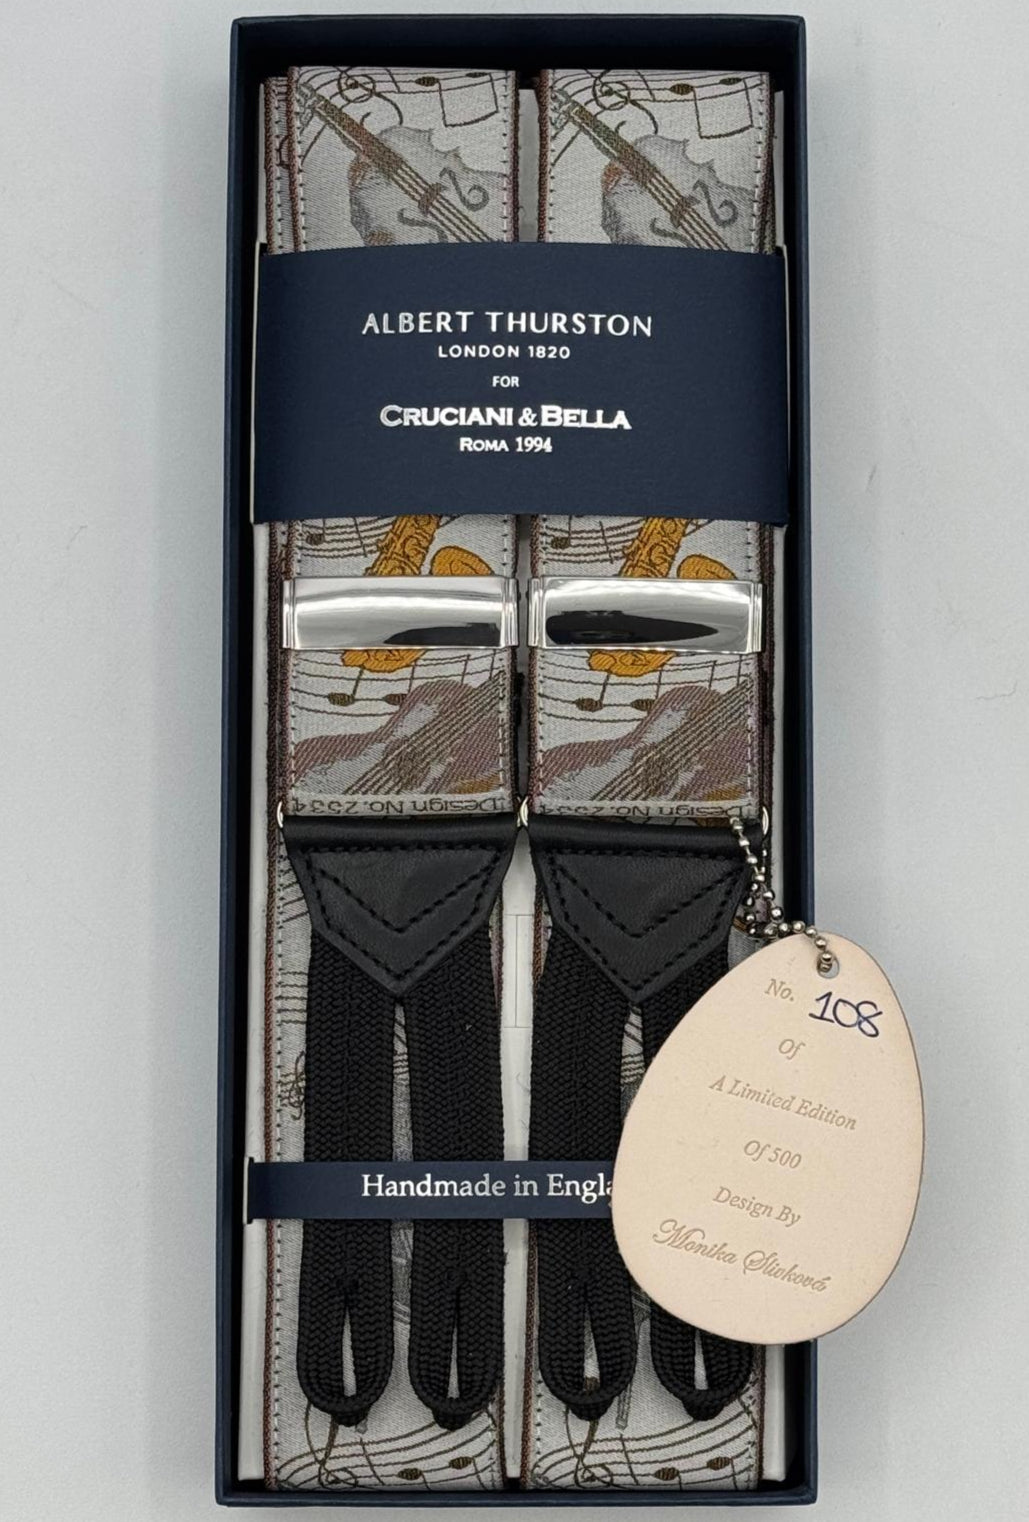 ALBERT THURSTON
LONDON 1820
FOR
CRUCIANI & BELLA
ROMA 1994
Design No.2534
Design No.2534
No. 108
Of
A Limited Edition
Of 500
Design By
Monika Slivková
Handmade in Engla